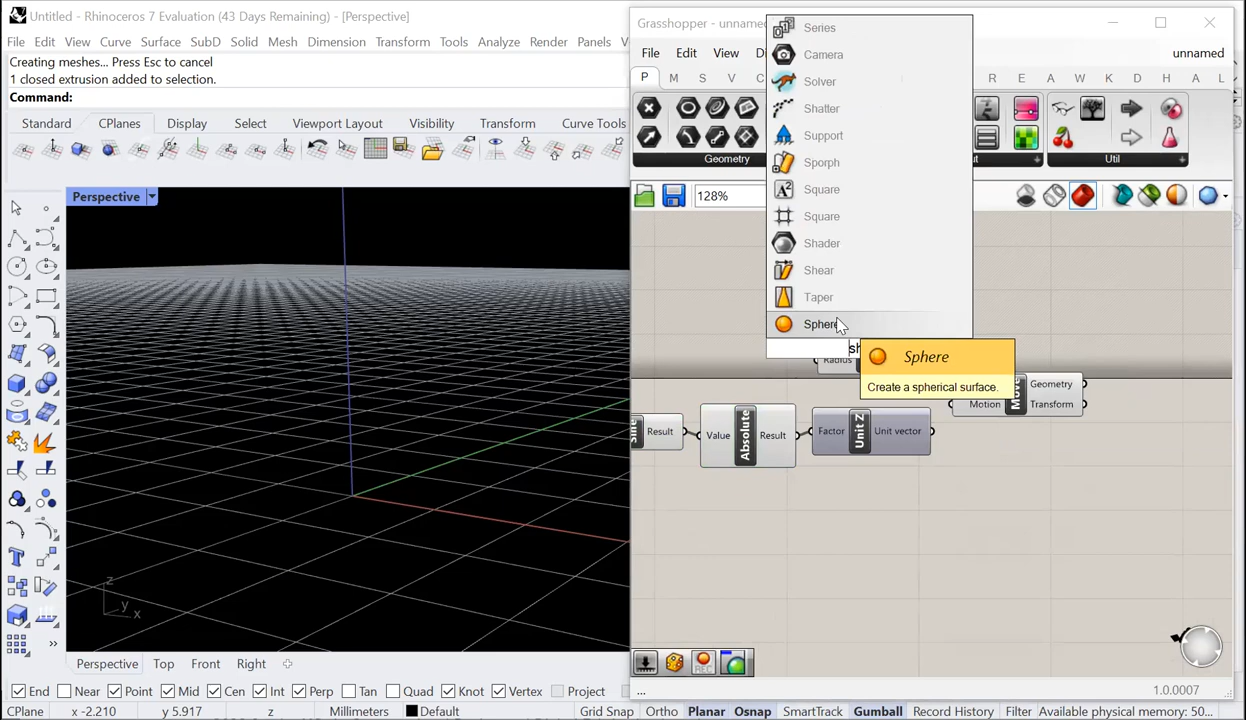 Untitled - Rhinoceros 7 Evaluation (43 Days Remaining) - [Perspective]
File Edit View Curve Surface SubD Solid Mesh Dimension Transform Tools Analyze Render Panels
Creating meshes... Press Esc to cancel
1 closed extrusion added to selection.
Command:
Standard CPlanes Display Select Viewport Layout Visibility Transform Curve Tools
Perspective
z
y
x
Perspective Top Front Right
End Near Point Mid Cen Int Perp Tan Quad Knot Vertex Project
CPlane x -2.210 y 5.917 z Millimeters Default Grid Snap Ortho Planar Osnap SmartTrack Gumball Record History Filter Available physical memory: 50...
Grasshopper - unnamed
File Edit View unnamed
P M S V C R E A W K D H A L
Geometry Util
128%
Series
Camera
Solver
Shatter
Support
Sporph
Square
Square
Shader
Shear
Taper
Sphere
Sphere
Create a spherical surface.
Radius
Geometry
Motion Move Transform
Sine Result Value Absolute Result Factor Unit Z Unit vector
REC
... 1.0.0007